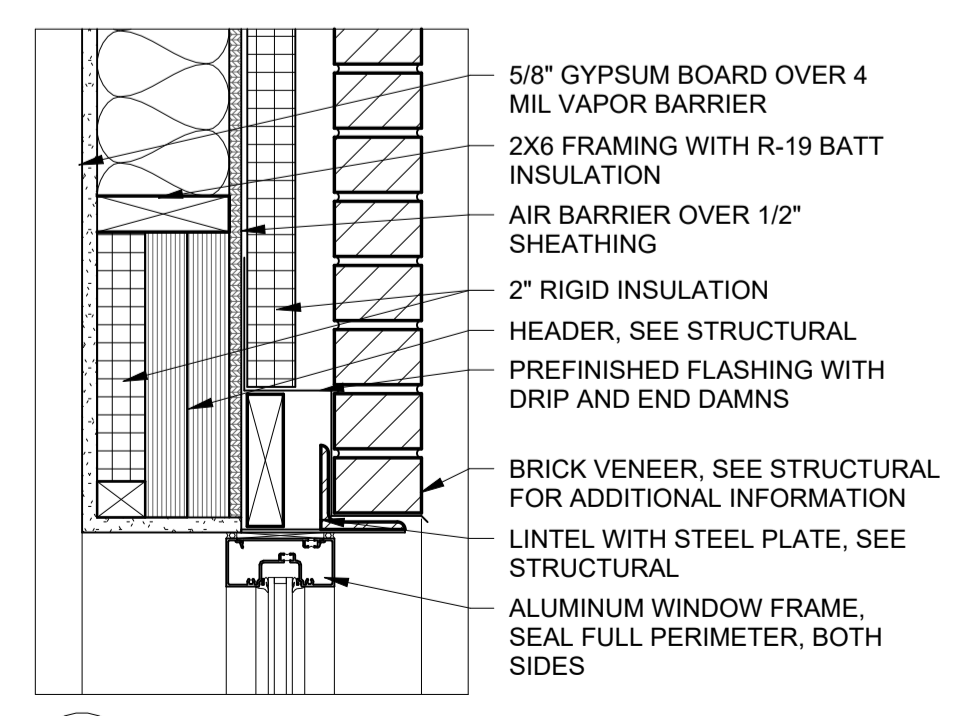 5/8" GYPSUM BOARD OVER 4
MIL VAPOR BARRIER
2X6 FRAMING WITH R-19 BATT
INSULATION
AIR BARRIER OVER 1/2"
SHEATHING
2" RIGID INSULATION
HEADER, SEE STRUCTURAL
PREFINISHED FLASHING WITH
DRIP AND END DAMNS
BRICK VENEER, SEE STRUCTURAL
FOR ADDITIONAL INFORMATION
LINTEL WITH STEEL PLATE, SEE
STRUCTURAL
ALUMINUM WINDOW FRAME,
SEAL FULL PERIMETER, BOTH
SIDES